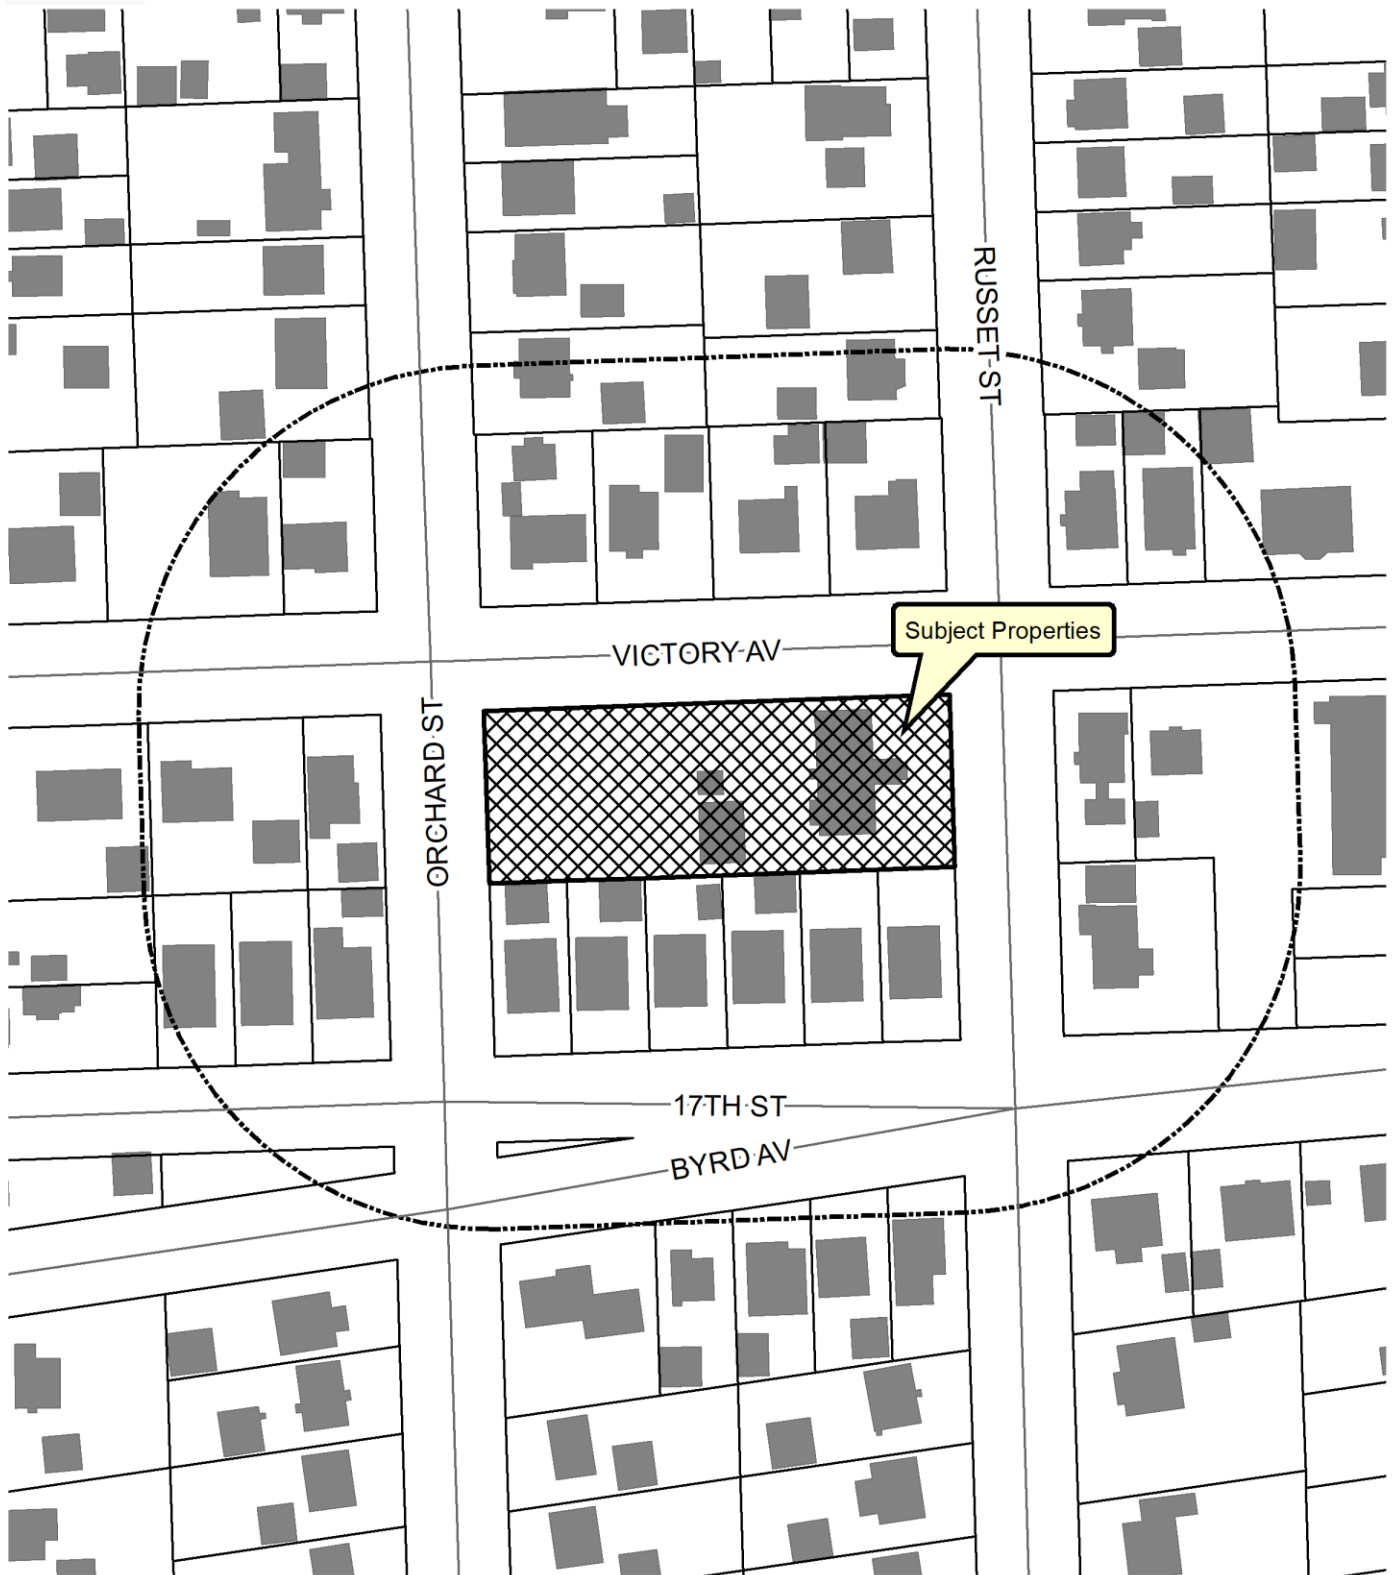 RUSSET ST
Subject Properties
VICTORY AV
ORCHARD ST
17TH ST
BYRD AV